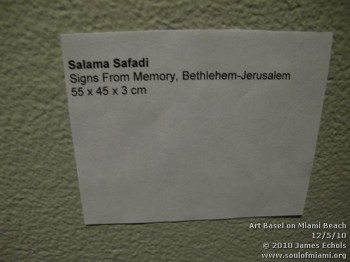 Salama Safadi
Signs From Memory, Bethlehem-Jerusalem
55 x 45 x 3 cm
Art Basel on Miami Beach
12/5/10
© 2010 James Echols
www.soulofmiami.org